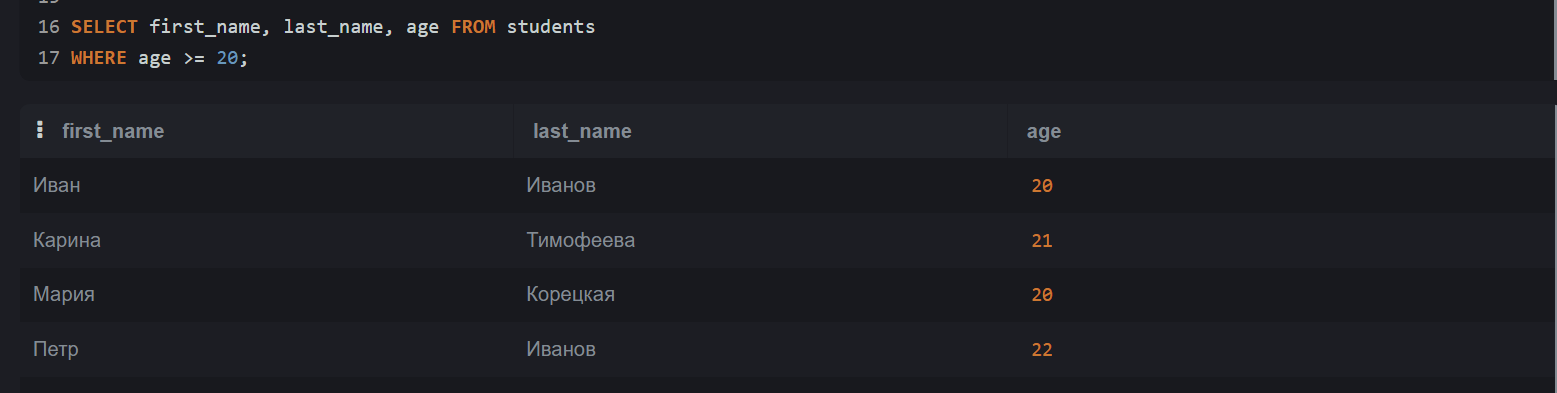 16 SELECT first_name, last_name, age FROM students
17 WHERE age >= 20;
first_name last_name age
Иван Иванов 20
Карина Тимофеева 21
Мария Корецкая 20
Петр Иванов 22